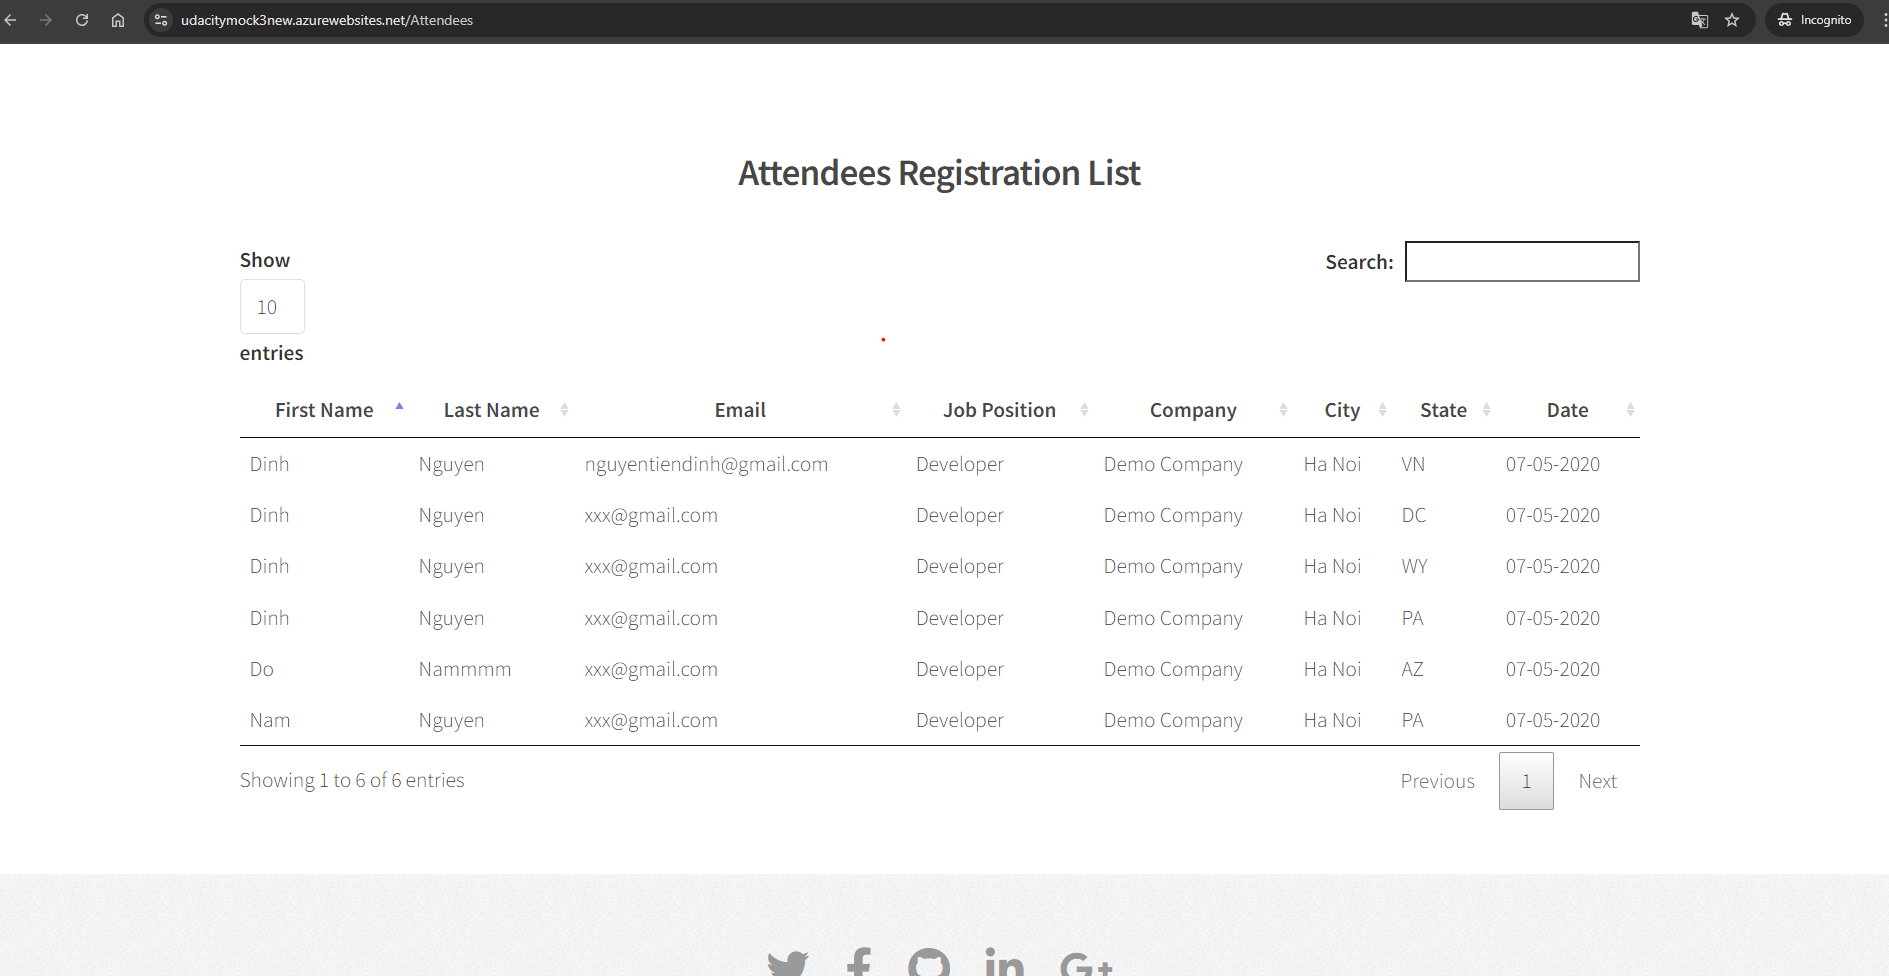 udacitymock3new.azurewebsites.net/Attendees
Incognito
Attendees Registration List
Show
10
entries
Search:
First Name Last Name Email Job Position Company City State Date
Dinh Nguyen nguyentiendinh@gmail.com Developer Demo Company Ha Noi VN 07-05-2020
Dinh Nguyen xxx@gmail.com Developer Demo Company Ha Noi DC 07-05-2020
Dinh Nguyen xxx@gmail.com Developer Demo Company Ha Noi WY 07-05-2020
Dinh Nguyen xxx@gmail.com Developer Demo Company Ha Noi PA 07-05-2020
Do Nammmm xxx@gmail.com Developer Demo Company Ha Noi AZ 07-05-2020
Nam Nguyen xxx@gmail.com Developer Demo Company Ha Noi PA 07-05-2020
Showing 1 to 6 of 6 entries
Previous 1 Next